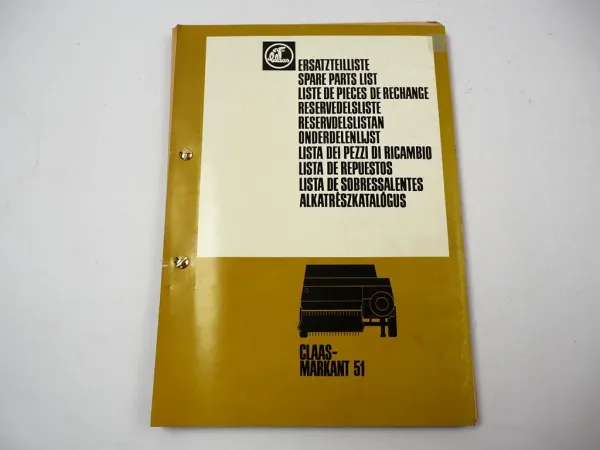 ERSATZTEILLISTE
SPARE PARTS LIST
LISTE DE PIECES DE RECHANGE
RESERVEDELSLISTE
RESERVDELSLISTAN
ONDERDELENLIJST
LISTA DEI PEZZI DI RICAMBIO
LISTA DE REPUESTOS
LISTA DE SOBRESSALENTES
ALKATRÉSZKATALÓGUS
CLAAS-
MARKANT 51